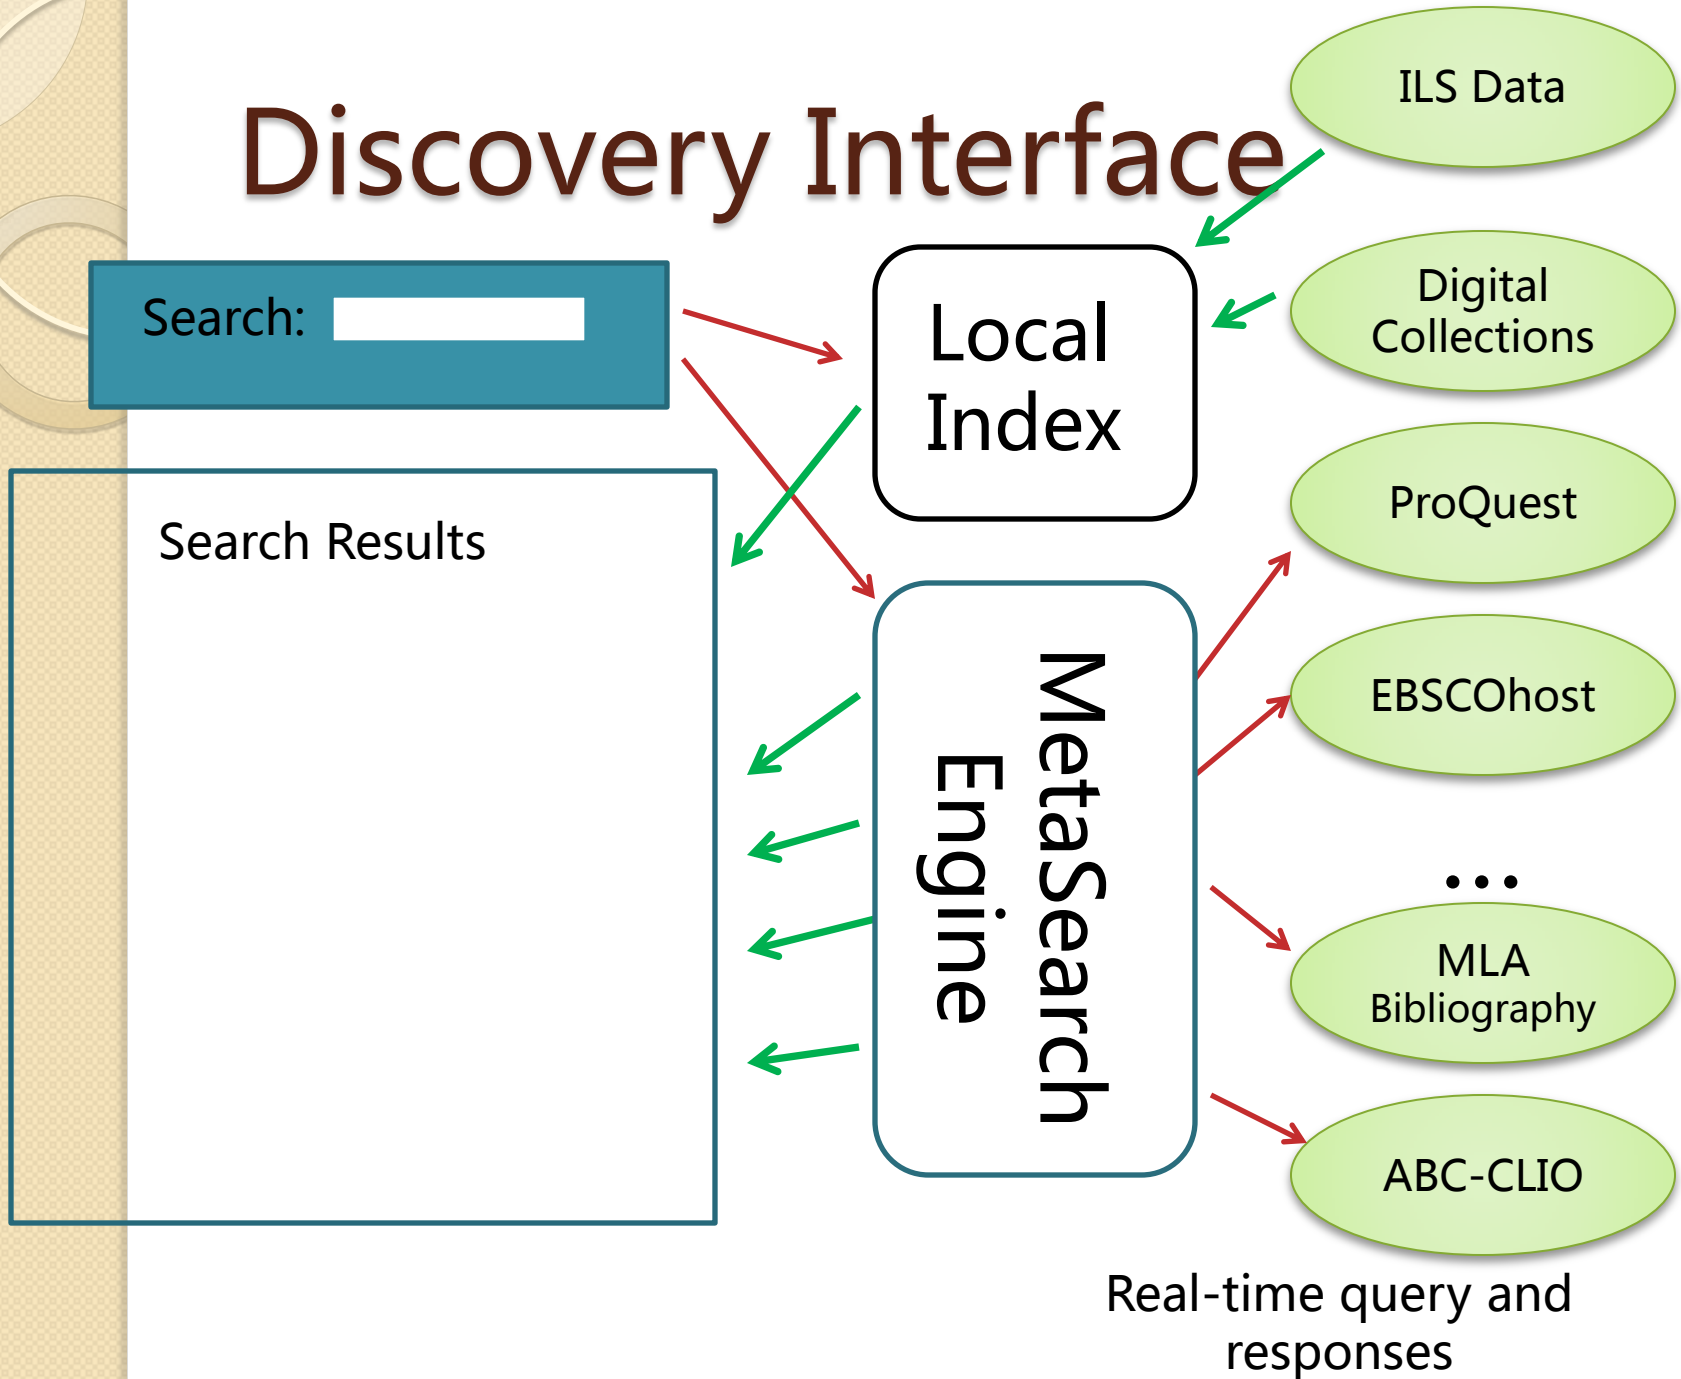 Discovery Interface
Search:
Search Results
Local
Index
MetaSearch
Engine
ILS Data
Digital
Collections
ProQuest
EBSCOhost
...
MLA
Bibliography
ABC-CLIO
Real-time query and
responses